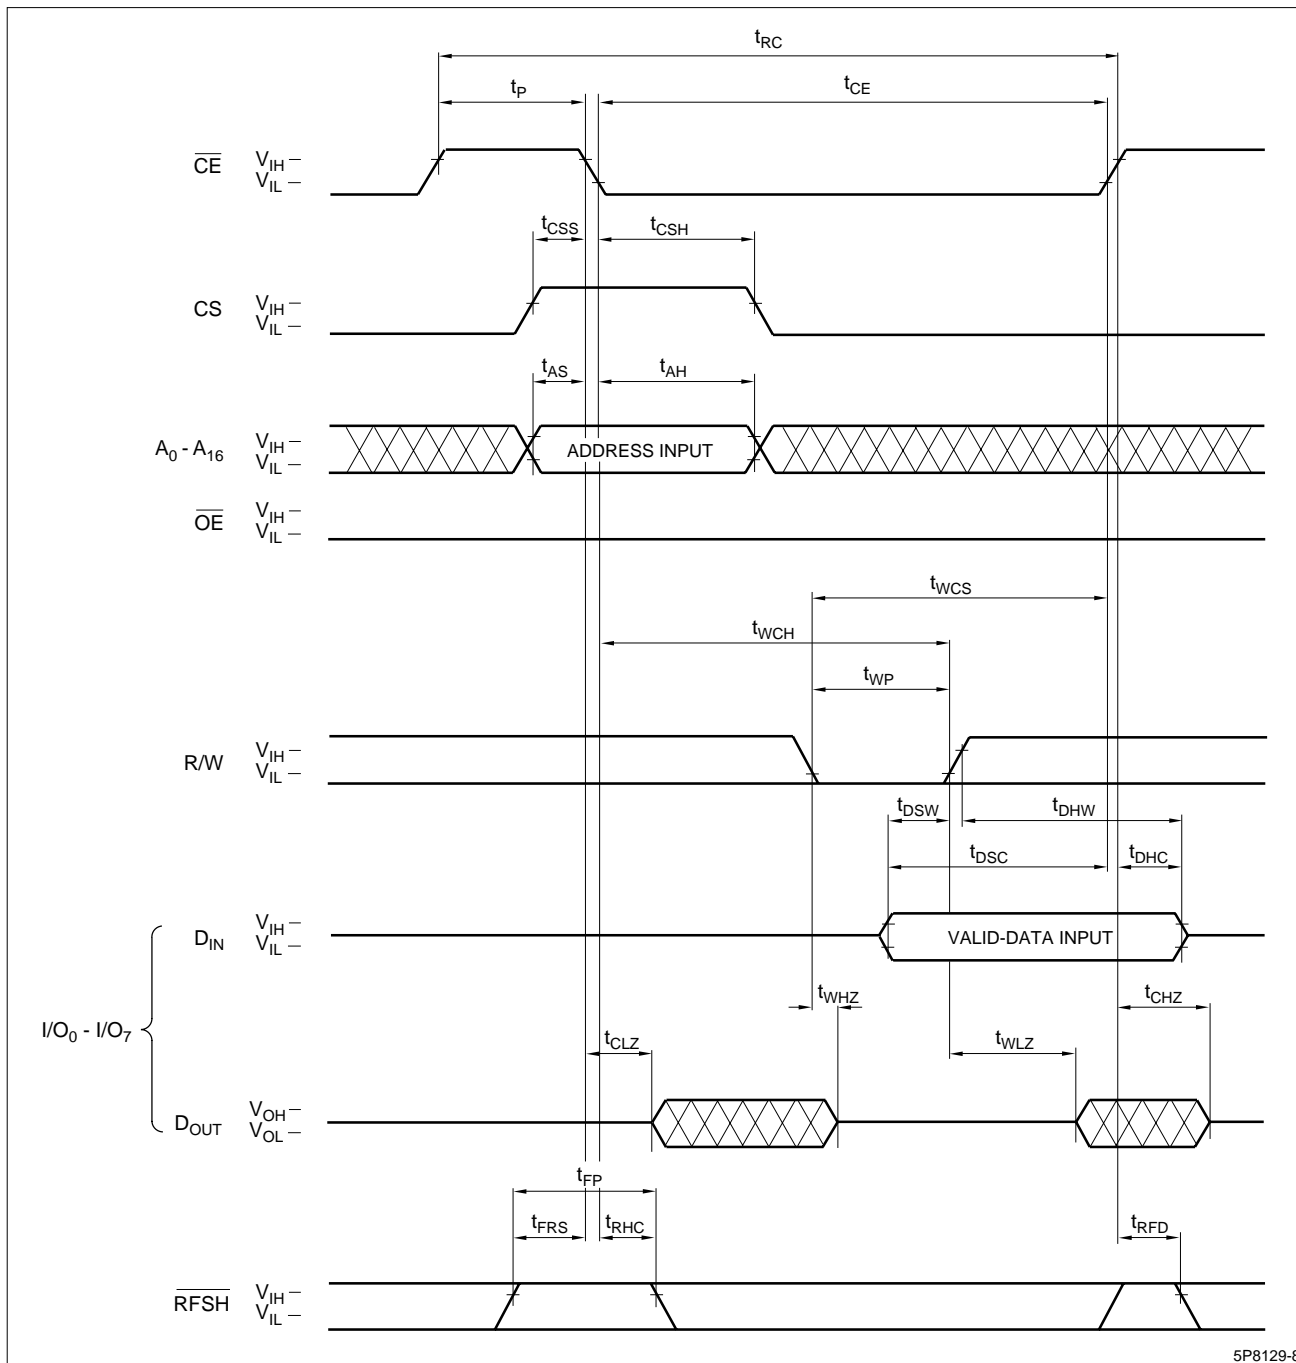 tRC
tP
tCE
CE VIH
VIL
tCSS tCSH
CS VIH
VIL
tAS tAH
A0 - A16 VIH
VIL
ADDRESS INPUT
OE VIH
VIL
tWCS
tWCH
tWP
R/W VIH
VIL
tDSW tDHW
tDSC tDHC
DIN VIH
VIL
VALID-DATA INPUT
tWHZ tCHZ
I/O0 - I/O7
tCLZ tWLZ
DOUT VOH
VOL
tFP
tFRS tRHC tRFD
RFSH VIH
VIL
5P8129-8